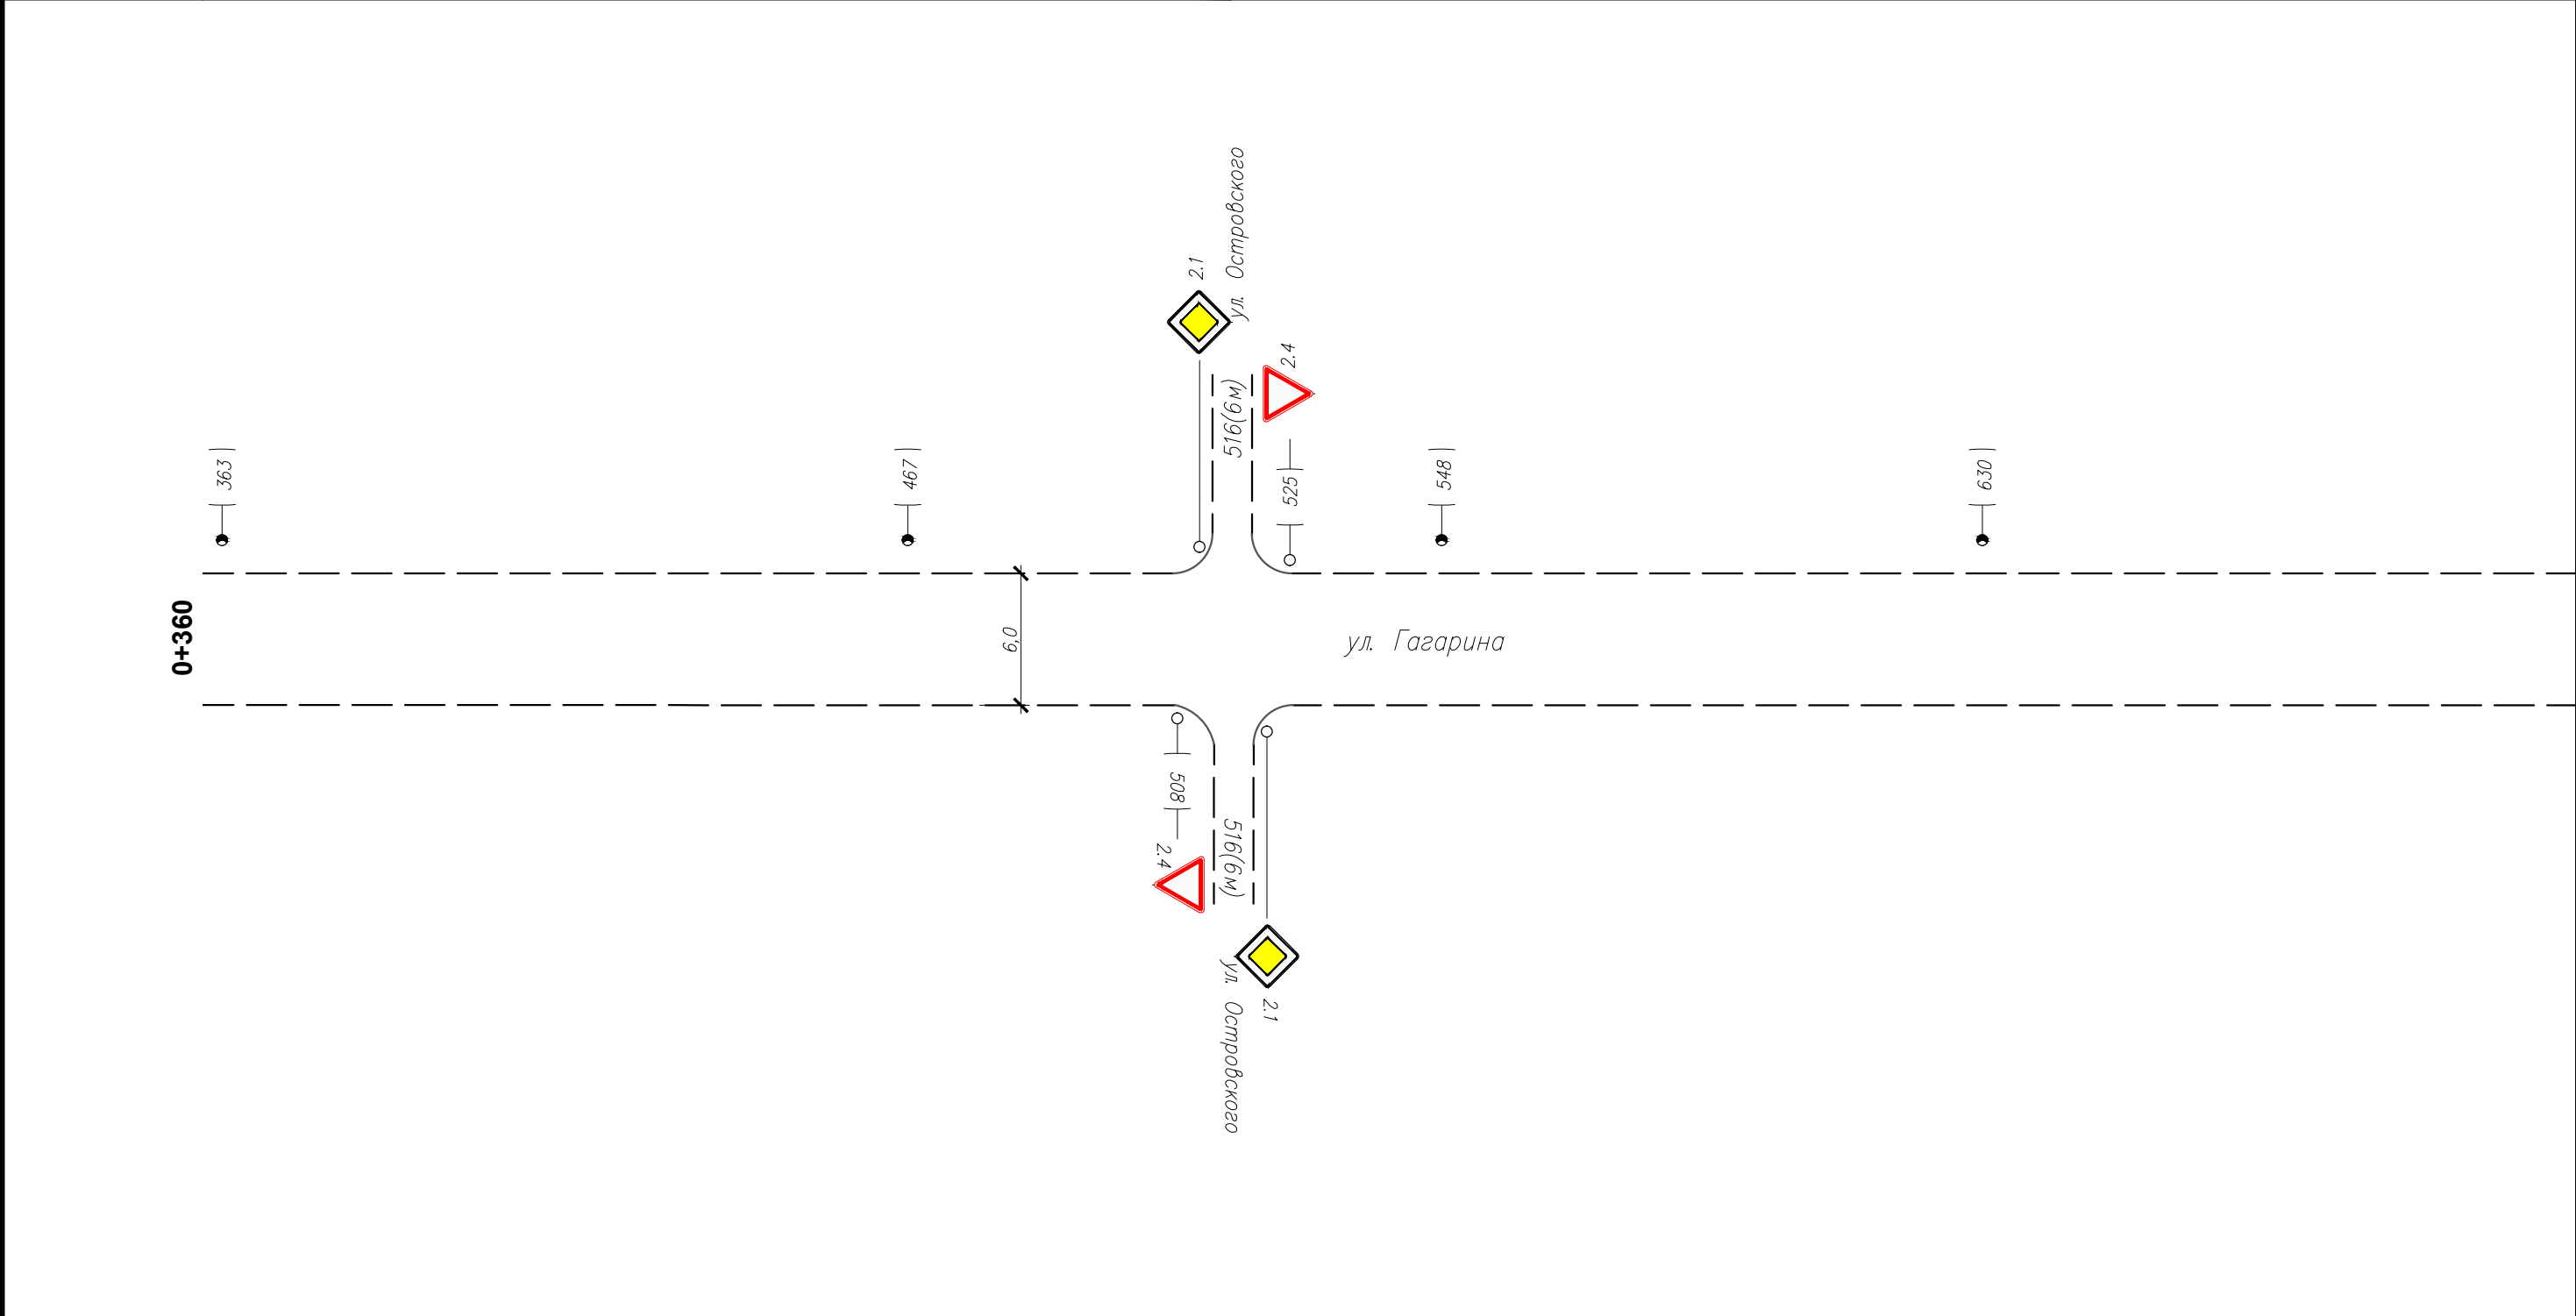 ул. Островского
2.1
2.4
516(6м)
363
467
525
548
630
0+360
6,0
ул. Гагарина
508
2.4
516(6м)
2.1
ул. Островского